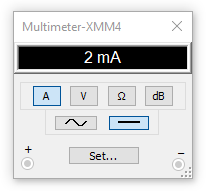 Multimeter-XMM4
2 mA
A V Ω dB
+ Set... −